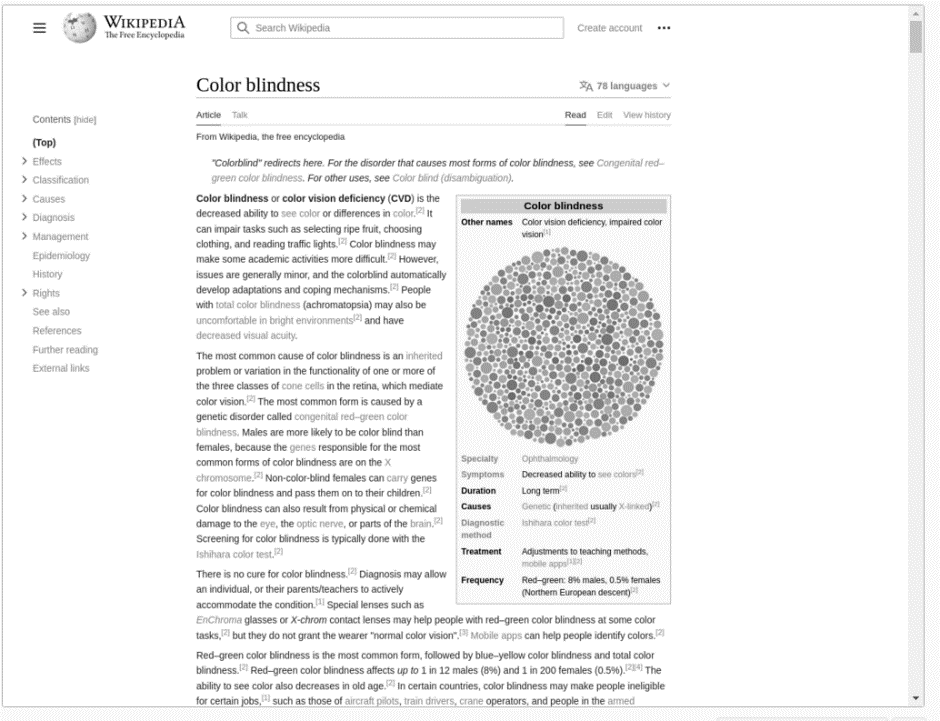 WIKIPEDIA
The Free Encyclopedia
Search Wikipedia
Create account
Color blindness
78 languages
Article Talk
Read Edit View history
From Wikipedia, the free encyclopedia
Contents [hide]
(Top)
Effects
Classification
Causes
Diagnosis
Management
Epidemiology
History
Rights
See also
References
Further reading
External links
"Colorblind" redirects here. For the disorder that causes most forms of color blindness, see Congenital red–
green color blindness. For other uses, see Color blind (disambiguation).
Color blindness or color vision deficiency (CVD) is the
decreased ability to see color or differences in color.[2] It
can impair tasks such as selecting ripe fruit, choosing
clothing, and reading traffic lights.[2] Color blindness may
make some academic activities more difficult.[2] However,
issues are generally minor, and the colorblind automatically
develop adaptations and coping mechanisms.[2] People
with total color blindness (achromatopsia) may also be
uncomfortable in bright environments[2] and have
decreased visual acuity.
The most common cause of color blindness is an inherited
problem or variation in the functionality of one or more of
the three classes of cone cells in the retina, which mediate
color vision.[2] The most common form is caused by a
genetic disorder called congenital red–green color
blindness. Males are more likely to be color blind than
females, because the genes responsible for the most
common forms of color blindness are on the X
chromosome.[2] Non-color-blind females can carry genes
for color blindness and pass them on to their children.[2]
Color blindness can also result from physical or chemical
damage to the eye, the optic nerve, or parts of the brain.[2]
Screening for color blindness is typically done with the
Ishihara color test.[2]
There is no cure for color blindness.[2] Diagnosis may allow
an individual, or their parents/teachers to actively
accommodate the condition.[1] Special lenses such as
EnChroma glasses or X-chrom contact lenses may help people with red–green color blindness at some color
tasks,[2] but they do not grant the wearer "normal color vision".[3] Mobile apps can help people identify colors.[2]
Red–green color blindness is the most common form, followed by blue–yellow color blindness and total color
blindness.[2] Red–green color blindness affects up to 1 in 12 males (8%) and 1 in 200 females (0.5%).[2][4] The
ability to see color also decreases in old age.[2] In certain countries, color blindness may make people ineligible
for certain jobs,[1] such as those of aircraft pilots, train drivers, crane operators, and people in the armed
Color blindness
Other names Color vision deficiency, impaired color
vision[1]
Specialty Ophthalmology
Symptoms Decreased ability to see colors[2]
Duration Long term[2]
Causes Genetic (inherited usually X-linked)[2]
Diagnostic Ishihara color test[2]
method
Treatment Adjustments to teaching methods,
mobile apps[1][2]
Frequency Red–green: 8% males, 0.5% females
(Northern European descent)[2]